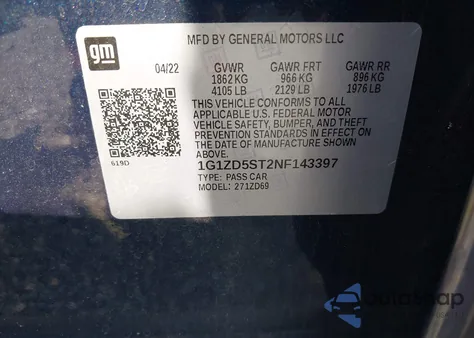 gm
MFD BY GENERAL MOTORS LLC
04/22 GVWR GAWR FRT GAWR RR
1862 KG 966 KG 896 KG
4105 LB 2129 LB 1976 LB
THIS VEHICLE CONFORMS TO ALL
APPLICABLE U.S. FEDERAL MOTOR
VEHICLE SAFETY, BUMPER, AND THEFT
PREVENTION STANDARDS IN EFFECT ON
THE DATE OF MANUFACTURE SHOWN
ABOVE.
619D
1G1ZD5ST2NF143397
TYPE: PASS CAR
MODEL: 271ZD69